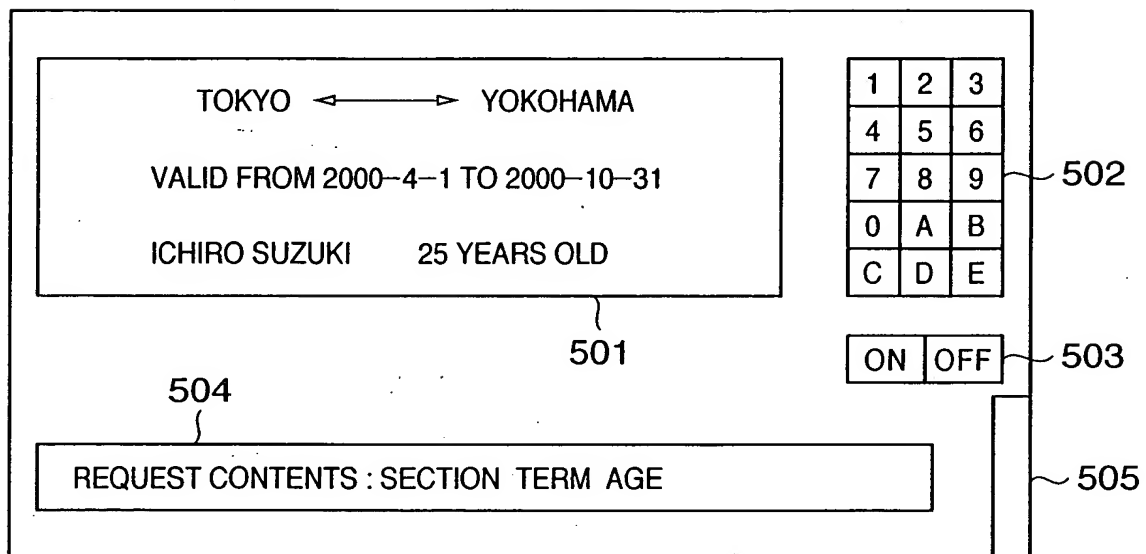 TOKYO ◁—▷ YOKOHAMA
VALID FROM 2000-4-1 TO 2000-10-31
ICHIRO SUZUKI 25 YEARS OLD
501
1 2 3
4 5 6
7 8 9
0 A B
C D E
502
ON OFF
503
504
REQUEST CONTENTS : SECTION TERM AGE
505